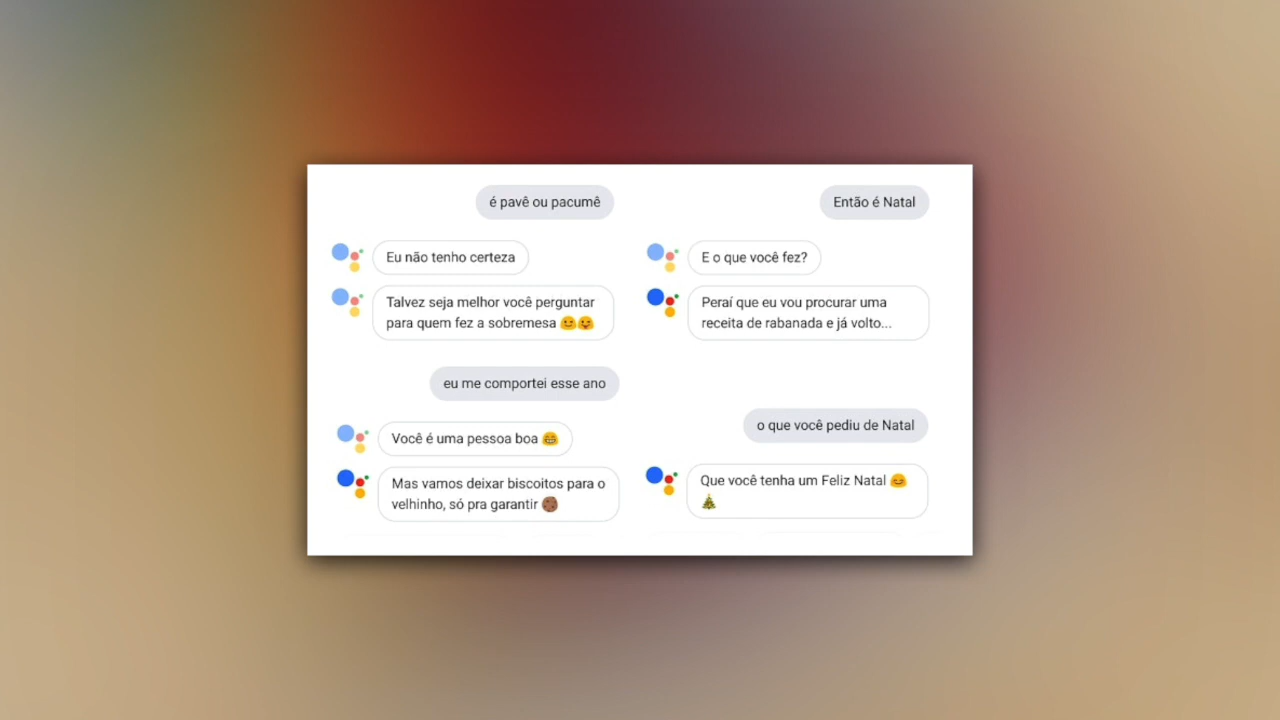 é pavê ou pacumê
Eu não tenho certeza
Talvez seja melhor você perguntar
para quem fez a sobremesa 😊😜
eu me comportei esse ano
Você é uma pessoa boa 😁
Mas vamos deixar biscoitos para o
velhinho, só pra garantir 🍪
Então é Natal
E o que você fez?
Peraí que eu vou procurar uma
receita de rabanada e já volto...
o que você pediu de Natal
Que você tenha um Feliz Natal 😊
🎄